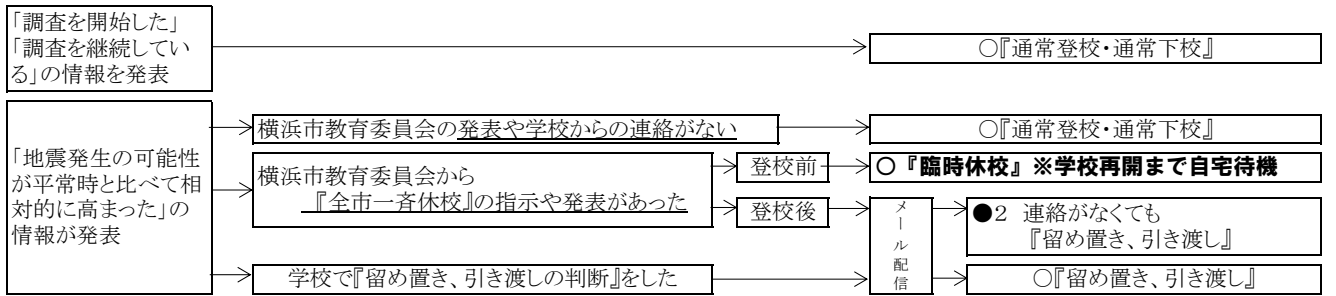 「調査を開始した」
「調査を継続してい
る」の情報を発表
○『通常登校・通常下校』
「地震発生の可能性
が平常時と比べて相
対的に高まった」の
情報が発表
横浜市教育委員会の発表や学校からの連絡がない
○『通常登校・通常下校』
横浜市教育委員会から
『全市一斉休校』の指示や発表があった
登校前
○『臨時休校』※学校再開まで自宅待機
登校後
メール配信
●2 連絡がなくても
『留め置き、引き渡し』
学校で『留め置き、引き渡しの判断』をした
○『留め置き、引き渡し』